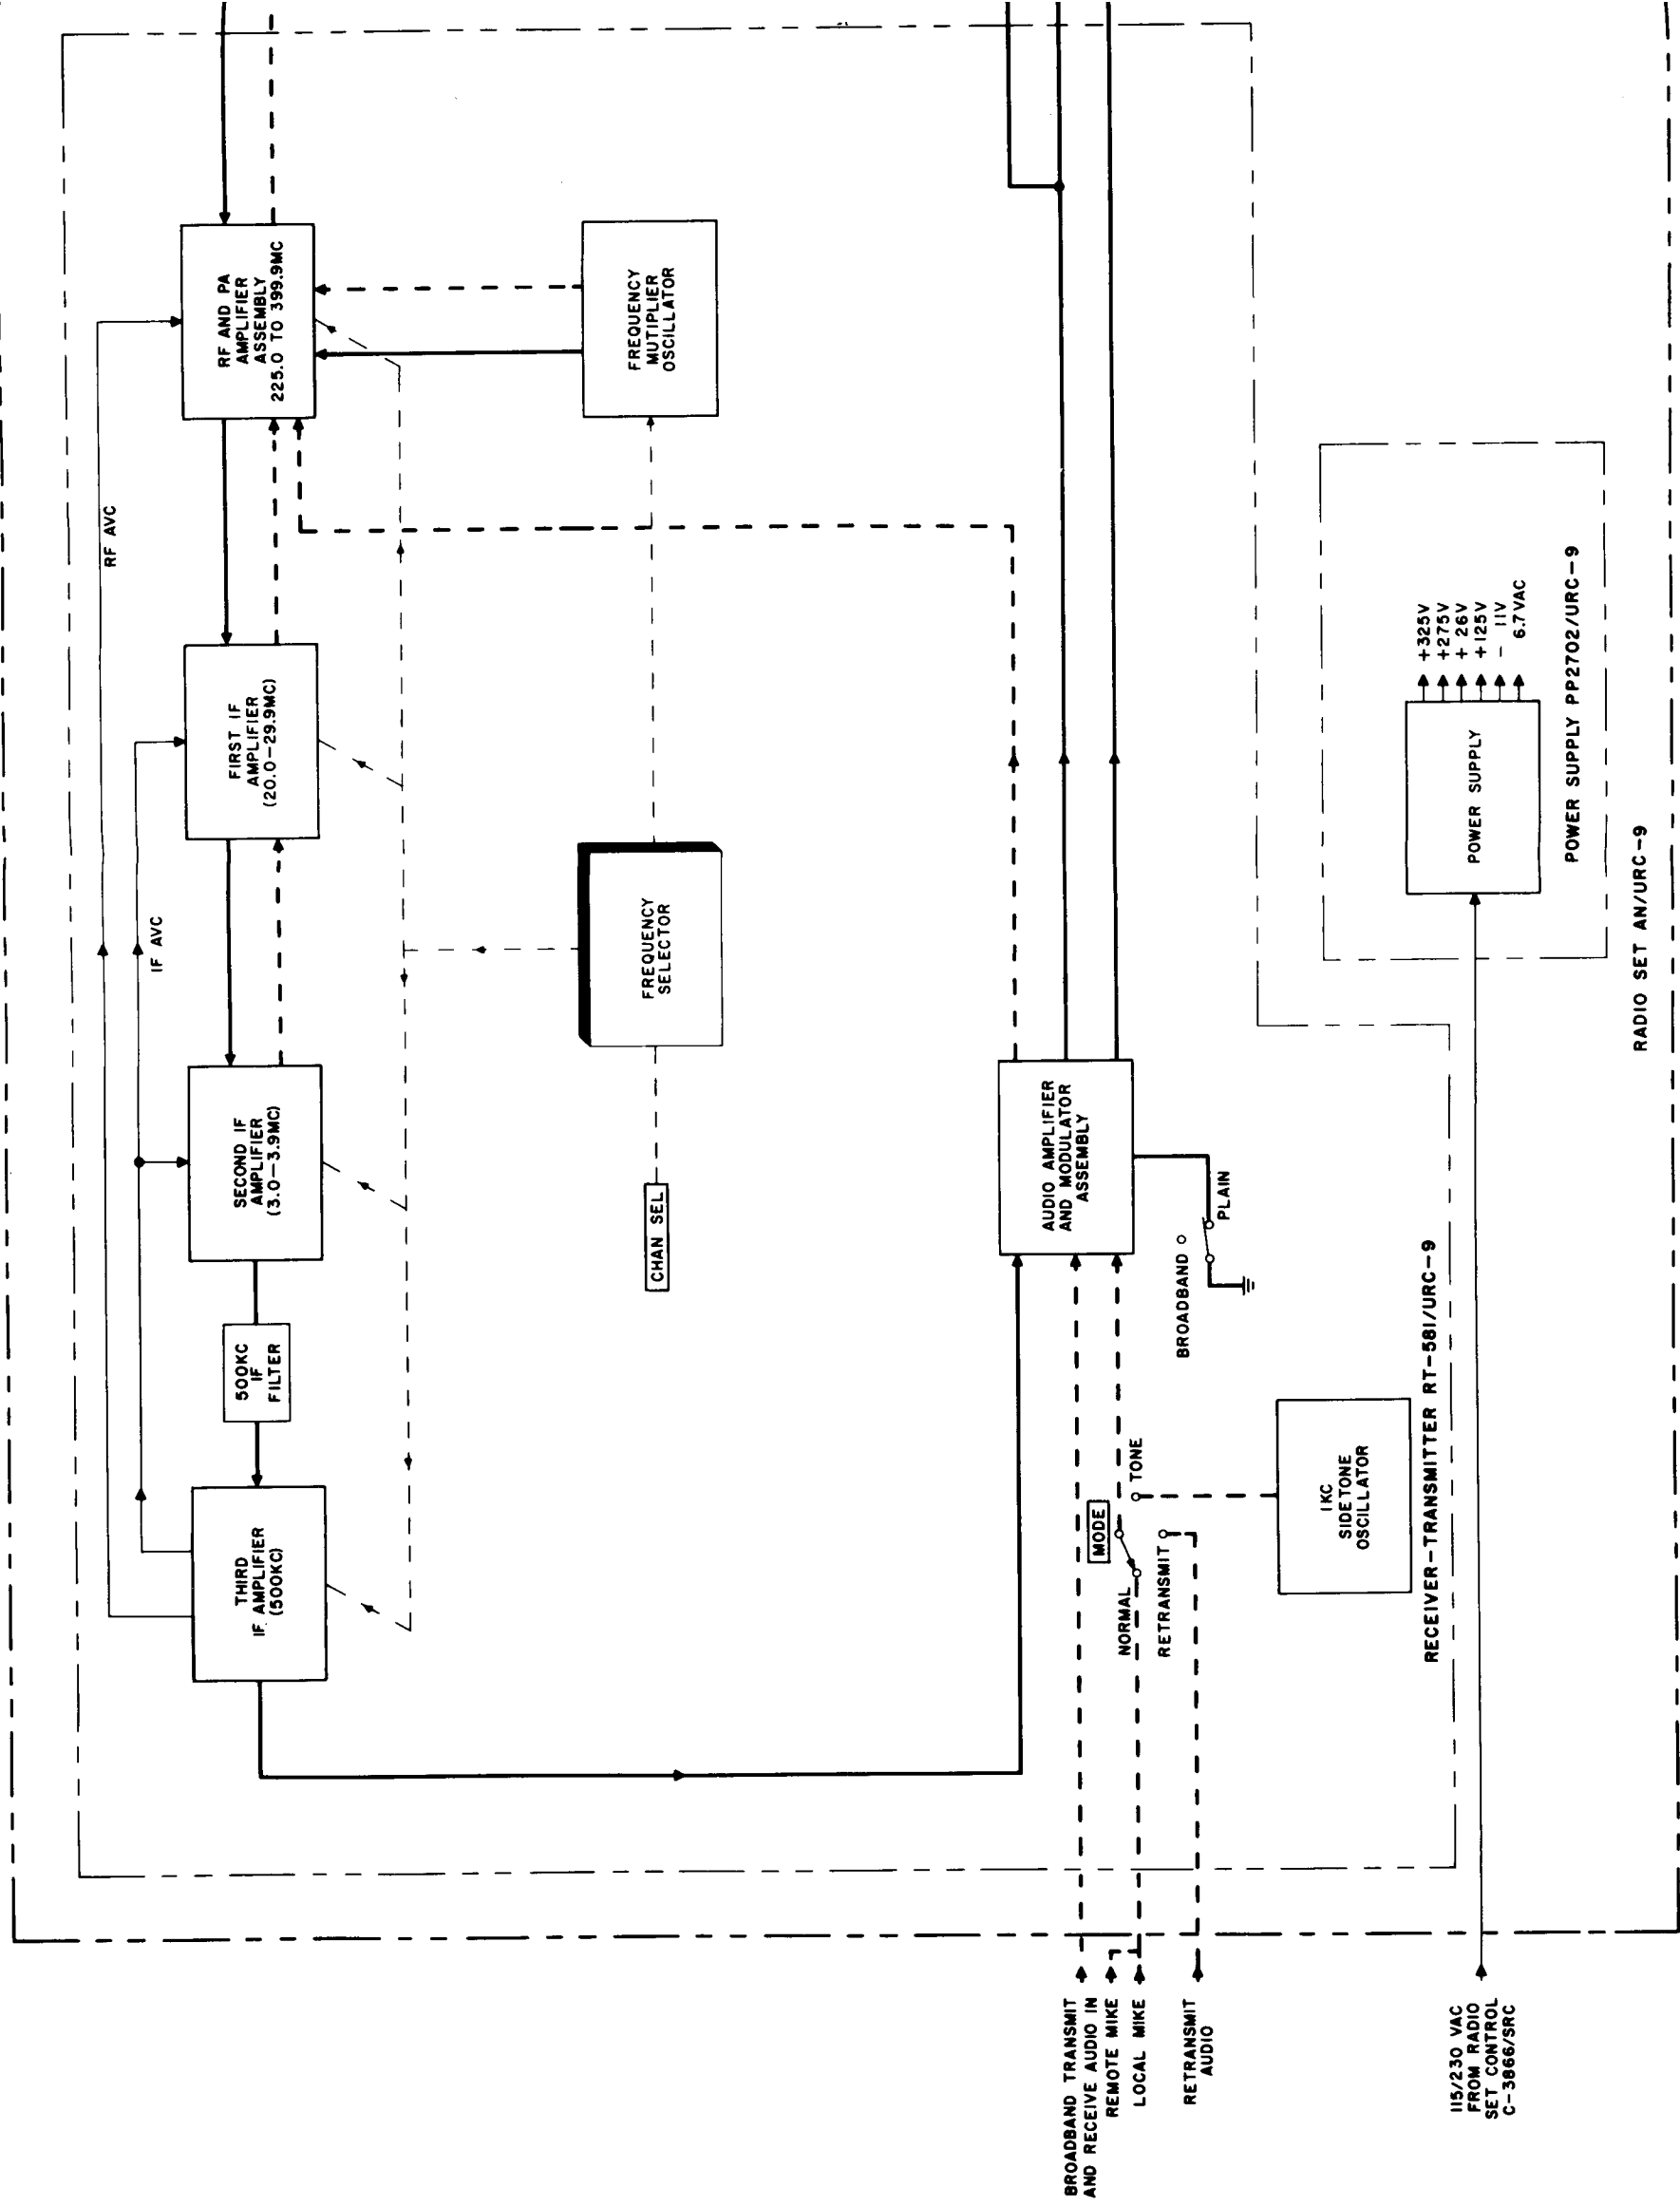 RF AVC
IF AVC
THIRD
IF. AMPLIFIER
(500KC)
500KC
IF
FILTER
SECOND IF
AMPLIFIER
(3.0-3.9MC)
FIRST IF
AMPLIFIER
(20.0-29.9MC)
RF AND PA
AMPLIFIER
ASSEMBLY
225.0 TO 399.9MC
CHAN SEL
FREQUENCY
SELECTOR
FREQUENCY
MUTIPLIER
OSCILLATOR
BROADBAND TRANSMIT
AND RECEIVE AUDIO IN
REMOTE MIKE
LOCAL MIKE
RETRANSMIT
AUDIO
NORMAL
MODE
RETRANSMIT
TONE
AUDIO AMPLIFIER
AND MODULATOR
ASSEMBLY
BROADBAND
PLAIN
1KC
SIDETONE
OSCILLATOR
RECEIVER-TRANSMITTER RT-581/URC-9
115/230 VAC
FROM RADIO
SET CONTROL
C-3866/SRC
POWER SUPPLY
+325V
+275V
+ 26V
+125V
- 11V
6.7VAC
POWER SUPPLY PP2702/URC-9
RADIO SET AN/URC-9